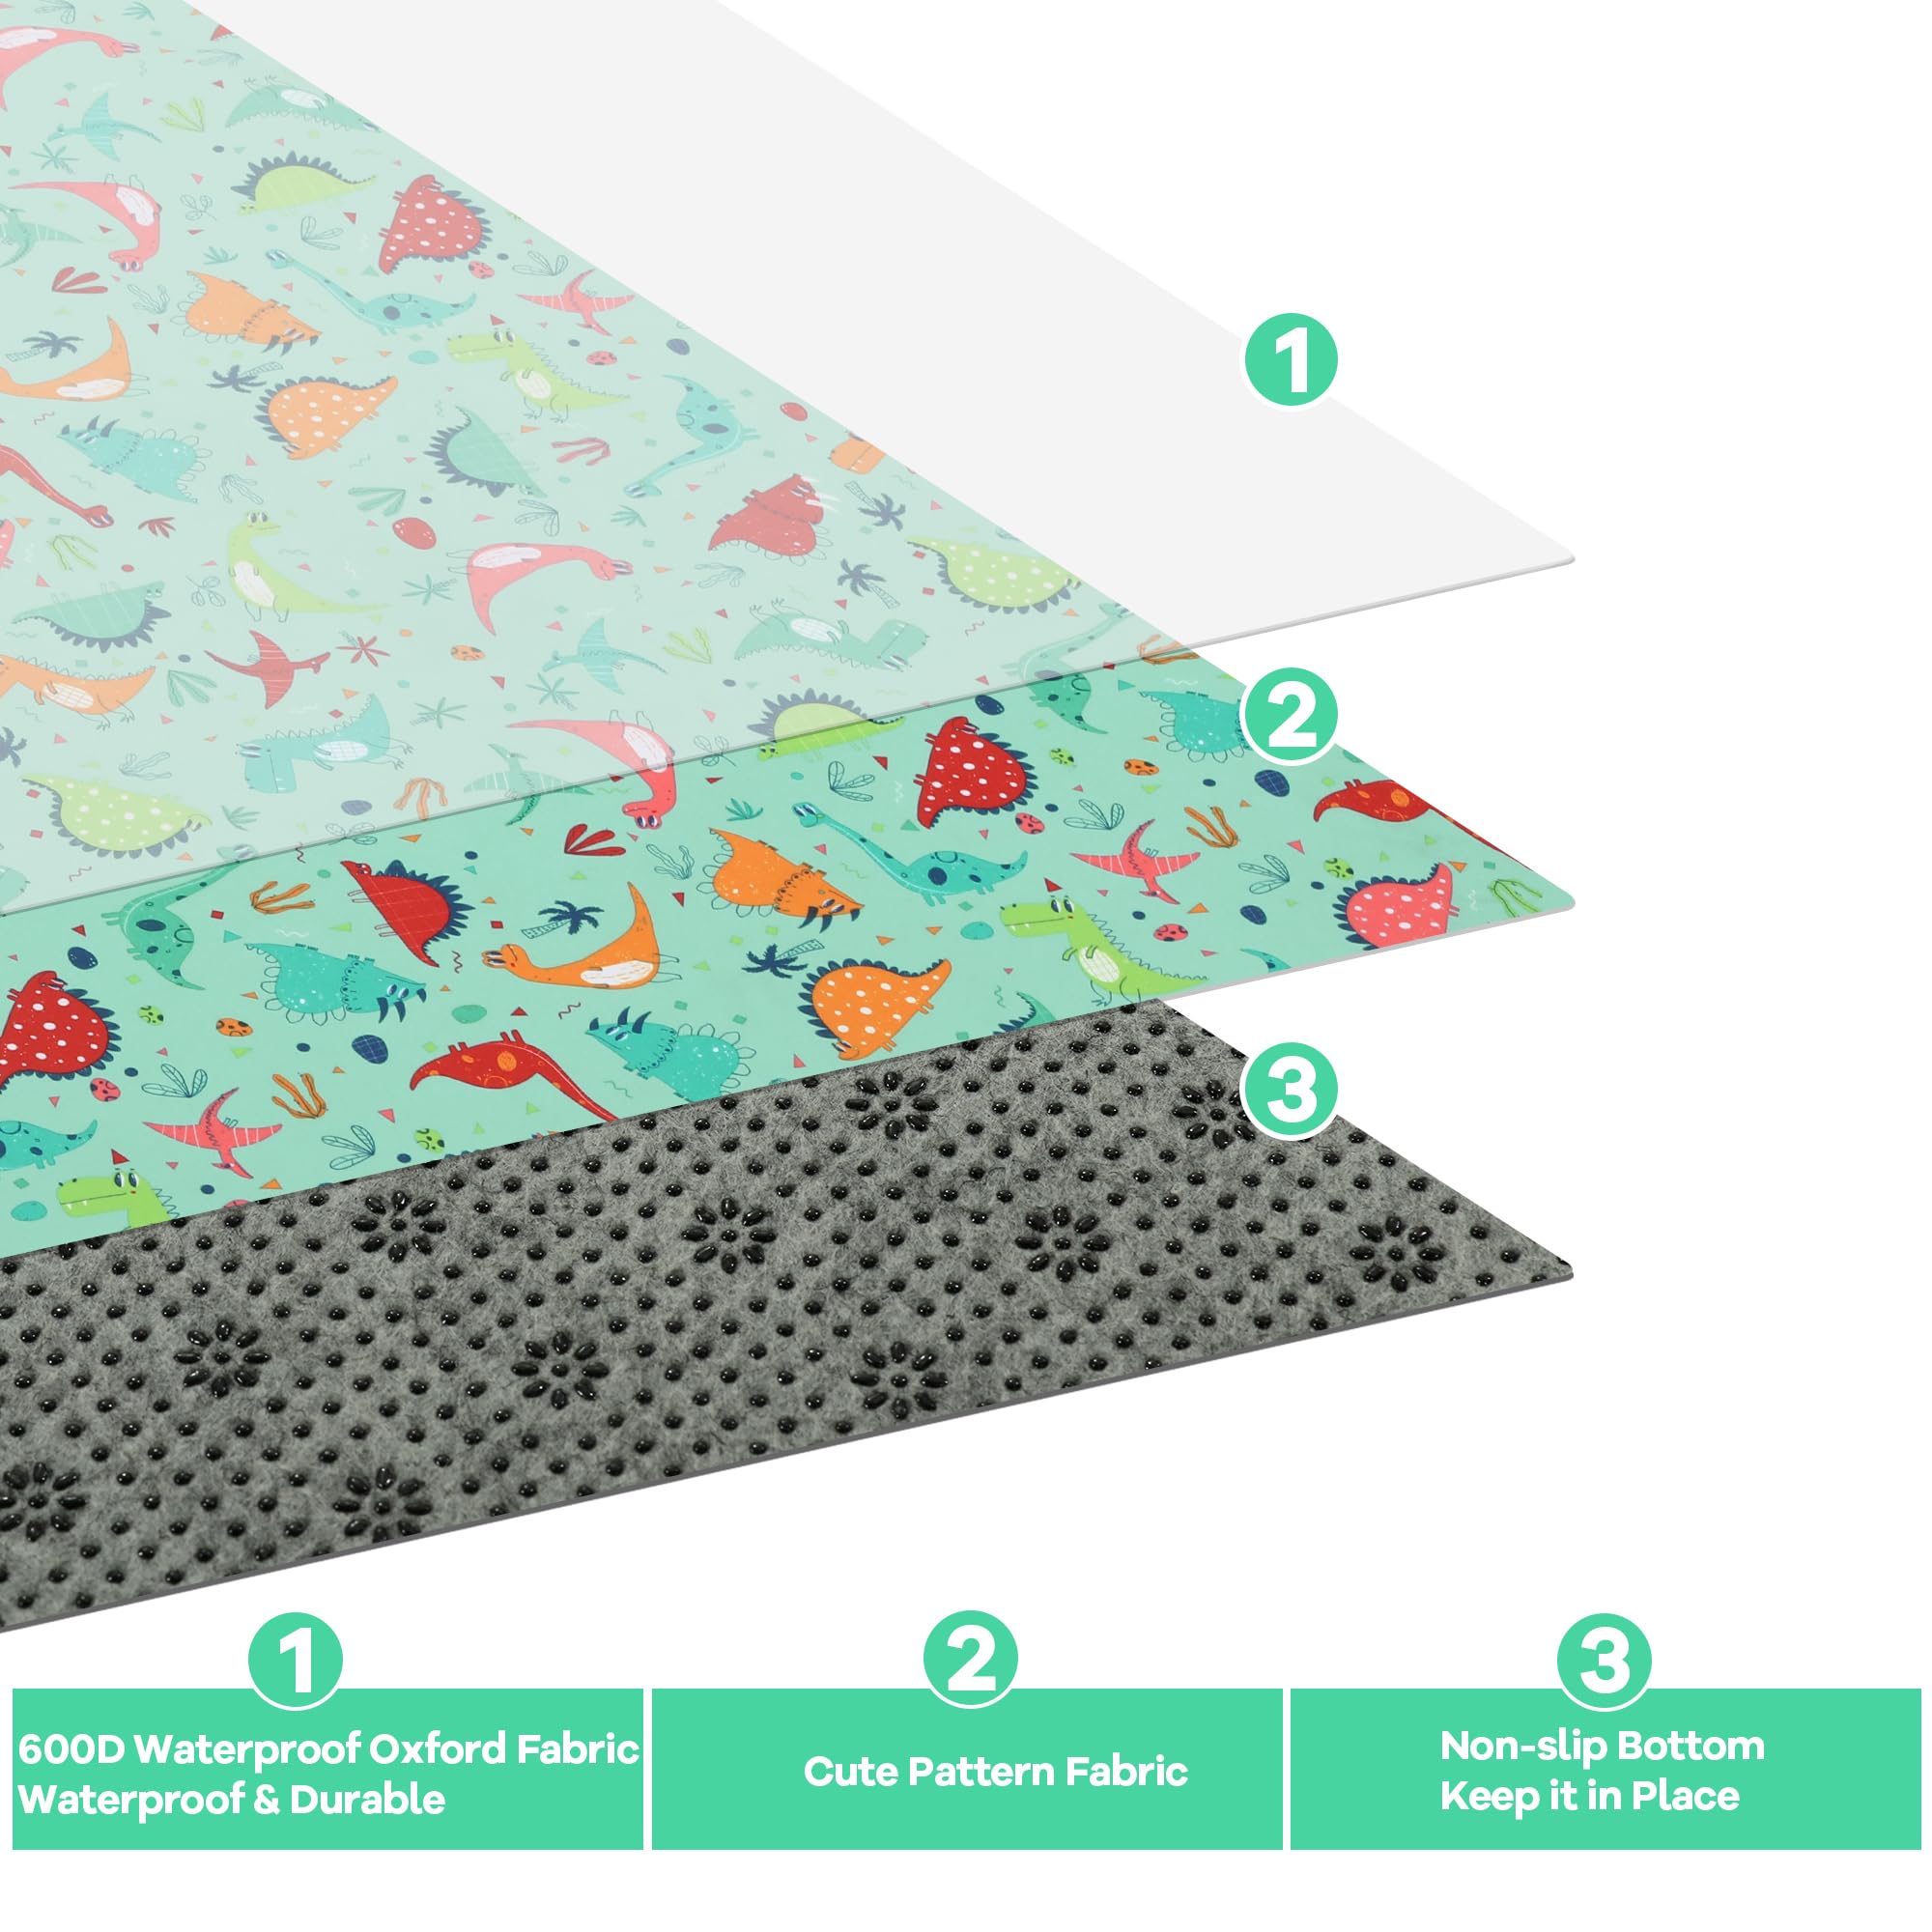 1
2
3
1
600D Waterproof Oxford Fabric
Waterproof & Durable
2
Cute Pattern Fabric
3
Non-slip Bottom
Keep it in Place